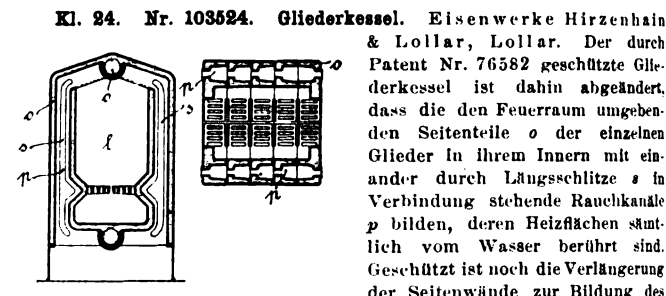 Kl. 24. Nr. 103524. Gliederkessel. Eisenwerke Hirzenhain
& Lollar, Lollar. Der durch
Patent Nr. 76582 geschützte Glie-
derkessel ist dahin abgeändert,
dass die den Feuerraum umgeben-
den Seitenteile o der einzelnen
Glieder in ihrem Innern mit ein-
ander durch Längsschlitze s in
Verbindung stehende Rauchkanäle
p bilden, deren Heizflächen sämt-
lich vom Wasser berührt sind.
Geschützt ist noch die Verlängerung
der Seitenwände zur Bildung des
o
o
s
s
p
l
p
o
p